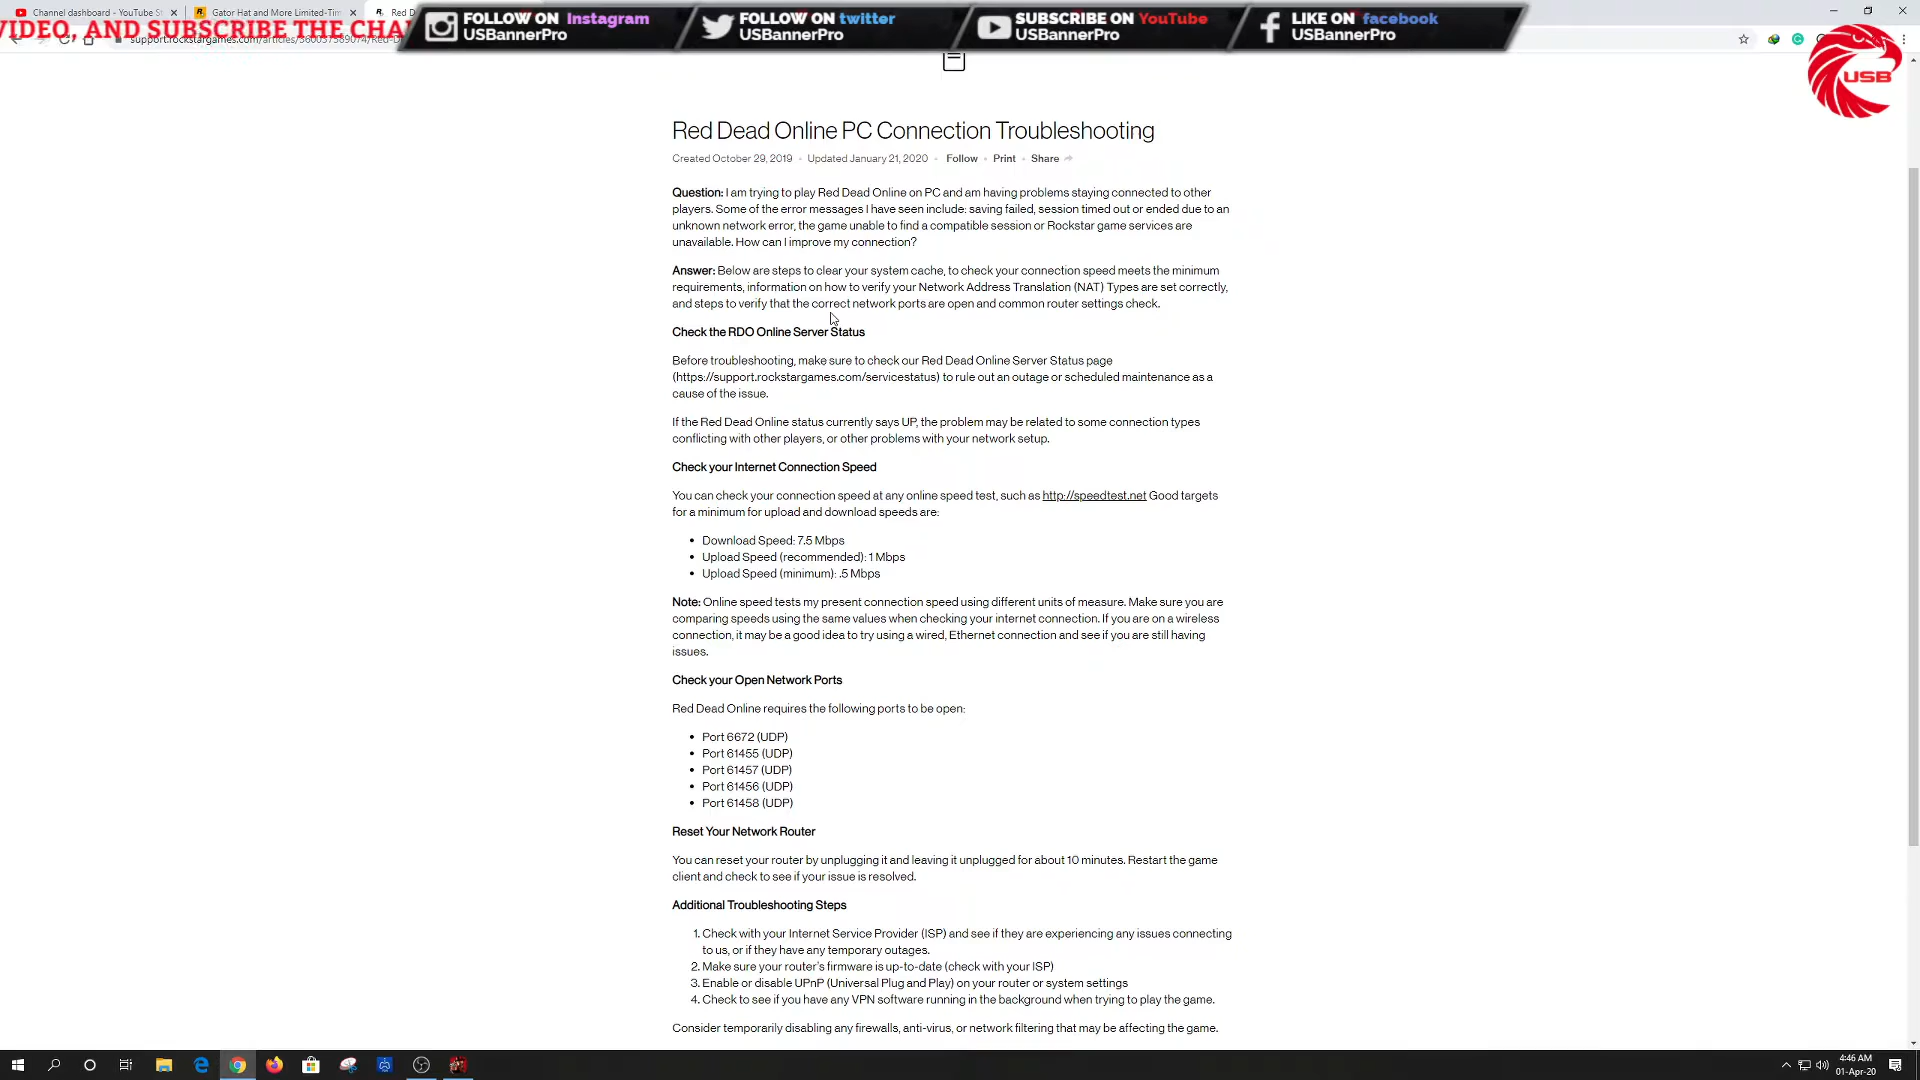 Channel dashboard - YouTube St
Gator Hat and More Limited-Tim
Red D
FOLLOW ON Instagram
USBannerPro
FOLLOW ON twitter
USBannerPro
SUBSCRIBE ON YouTube
USBannerPro
LIKE ON facebook
USBannerPro
VIDEO, AND SUBSCRIBE THE CHA
support.rockstargames.com/articles/360037389074/Red-D
USB
Red Dead Online PC Connection Troubleshooting
Created October 29, 2019 • Updated January 21, 2020 • Follow • Print • Share
Question: I am trying to play Red Dead Online on PC and am having problems staying connected to other
players. Some of the error messages I have seen include: saving failed, session timed out or ended due to an
unknown network error, the game unable to find a compatible session or Rockstar game services are
unavailable. How can I improve my connection?
Answer: Below are steps to clear your system cache, to check your connection speed meets the minimum
requirements, information on how to verify your Network Address Translation (NAT) Types are set correctly,
and steps to verify that the correct network ports are open and common router settings check.
Check the RDO Online Server Status
Before troubleshooting, make sure to check our Red Dead Online Server Status page
(https://support.rockstargames.com/servicestatus) to rule out an outage or scheduled maintenance as a
cause of the issue.
If the Red Dead Online status currently says UP, the problem may be related to some connection types
conflicting with other players, or other problems with your network setup.
Check your Internet Connection Speed
You can check your connection speed at any online speed test, such as http://speedtest.net Good targets
for a minimum for upload and download speeds are:
• Download Speed: 7.5 Mbps
• Upload Speed (recommended): 1 Mbps
• Upload Speed (minimum): .5 Mbps
Note: Online speed tests my present connection speed using different units of measure. Make sure you are
comparing speeds using the same values when checking your internet connection. If you are on a wireless
connection, it may be a good idea to try using a wired, Ethernet connection and see if you are still having
issues.
Check your Open Network Ports
Red Dead Online requires the following ports to be open:
• Port 6672 (UDP)
• Port 61455 (UDP)
• Port 61457 (UDP)
• Port 61456 (UDP)
• Port 61458 (UDP)
Reset Your Network Router
You can reset your router by unplugging it and leaving it unplugged for about 10 minutes. Restart the game
client and check to see if your issue is resolved.
Additional Troubleshooting Steps
1. Check with your Internet Service Provider (ISP) and see if they are experiencing any issues connecting
to us, or if they have any temporary outages.
2. Make sure your router's firmware is up-to-date (check with your ISP)
3. Enable or disable UPnP (Universal Plug and Play) on your router or system settings
4. Check to see if you have any VPN software running in the background when trying to play the game.
Consider temporarily disabling any firewalls, anti-virus, or network filtering that may be affecting the game.
4:46 AM
01-Apr-20